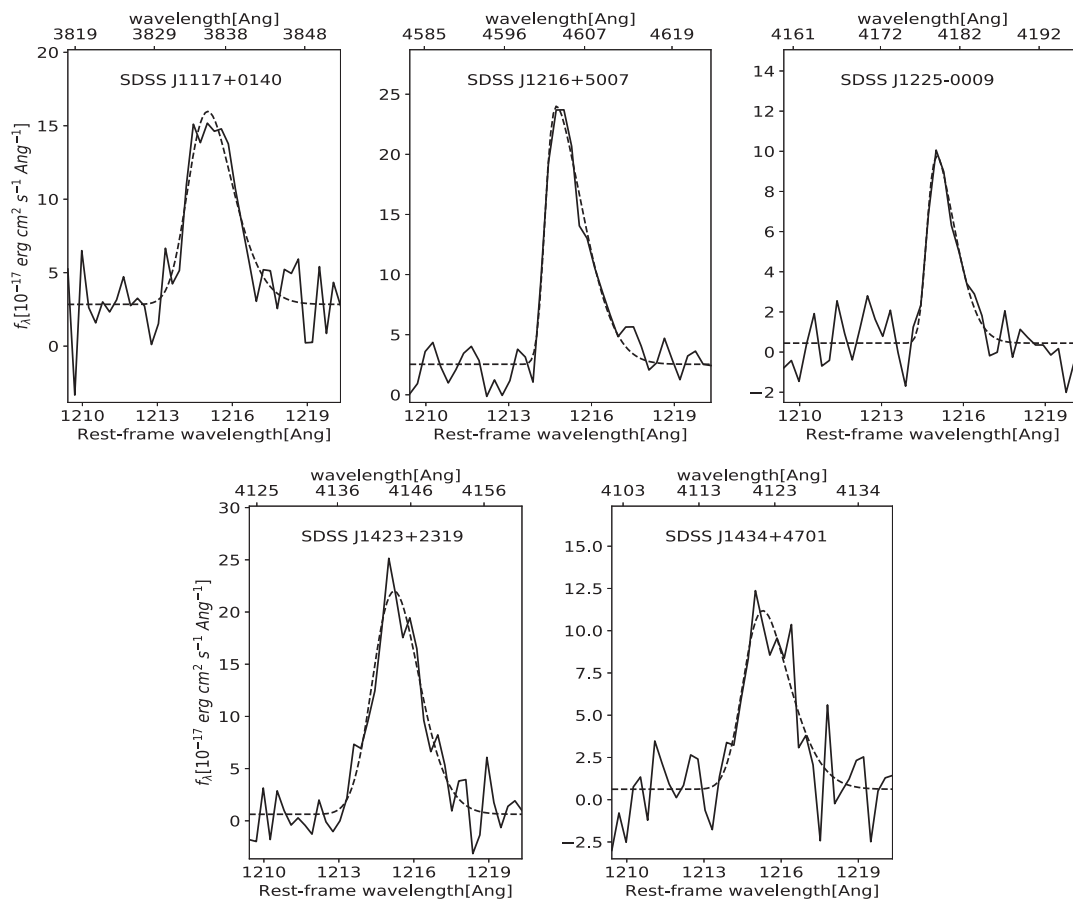 wavelength[Ang] wavelength[Ang] wavelength[Ang]
3819 3829 3838 3848 4585 4596 4607 4619 4161 4172 4182 4192
SDSS J1117+0140
SDSS J1216+5007
SDSS J1225-0009
20
15
10
5
0
25
20
15
10
5
0
14
12
10
8
6
4
2
0
−2
f_λ[10⁻¹⁷ erg cm² s⁻¹ Ang⁻¹]
1210 1213 1216 1219 1210 1213 1216 1219 1210 1213 1216 1219
Rest-frame wavelength[Ang] Rest-frame wavelength[Ang] Rest-frame wavelength[Ang]
wavelength[Ang] wavelength[Ang]
4125 4136 4146 4156 4103 4113 4123 4134
SDSS J1423+2319
SDSS J1434+4701
30
25
20
15
10
5
0
15.0
12.5
10.0
7.5
5.0
2.5
0.0
−2.5
f_λ[10⁻¹⁷ erg cm² s⁻¹ Ang⁻¹]
1210 1213 1216 1219 1210 1213 1216 1219
Rest-frame wavelength[Ang] Rest-frame wavelength[Ang]